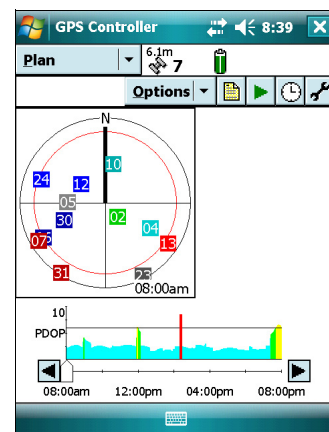 GPS Controller 8:39
Plan 6.1m 7
Options
N
10
24 12
05
30 02
04
07 13
31 23
08:00am
10
PDOP
08:00am 12:00pm 04:00pm 08:00pm